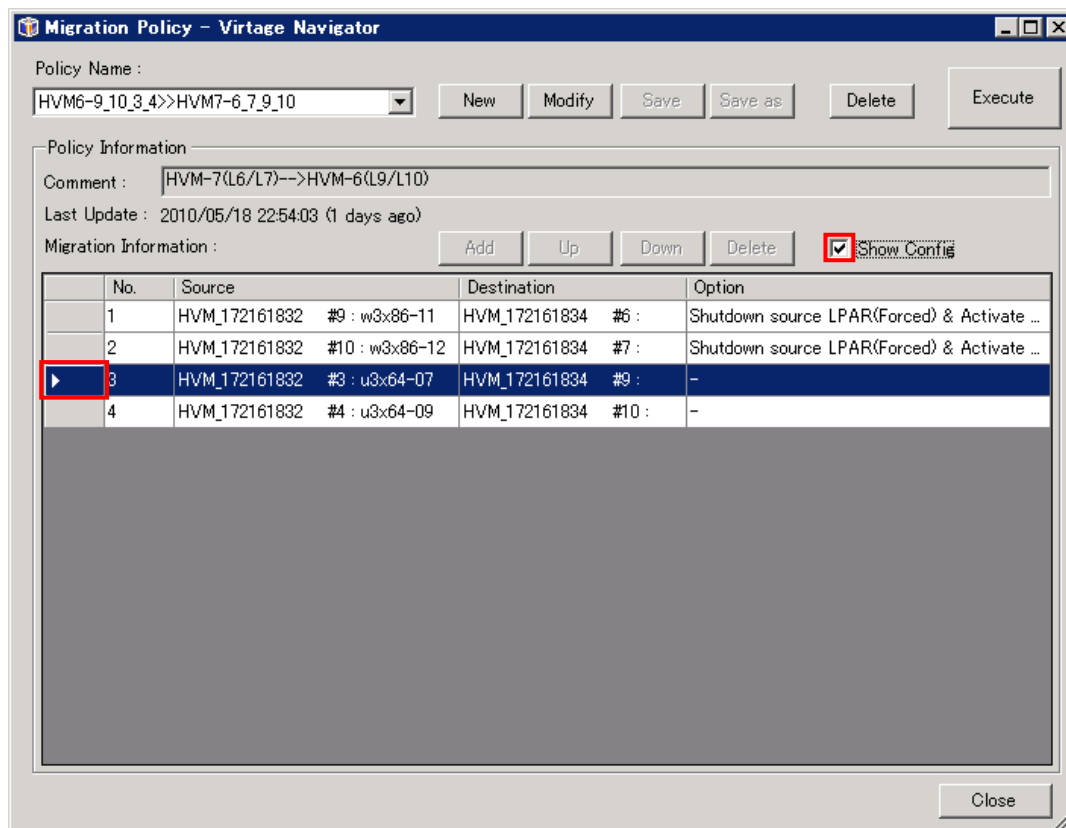 Migration Policy - Virtage Navigator
Policy Name :
HVM6-9_10_3_4>>HVM7-6_7_9_10 New Modify Save Save as Delete Execute
Policy Information
Comment : HVM-7(L6/L7)-->HVM-6(L9/L10)
Last Update : 2010/05/18 22:54:03 (1 days ago)
Migration Information : Add Up Down Delete Show Config
No. Source Destination Option
1 HVM_172161832 #9 : w3x86-11 HVM_172161834 #6 : Shutdown source LPAR(Forced) & Activate ...
2 HVM_172161832 #10 : w3x86-12 HVM_172161834 #7 : Shutdown source LPAR(Forced) & Activate ...
3 HVM_172161832 #3 : u3x64-07 HVM_172161834 #9 : -
4 HVM_172161832 #4 : u3x64-09 HVM_172161834 #10 : -
Close